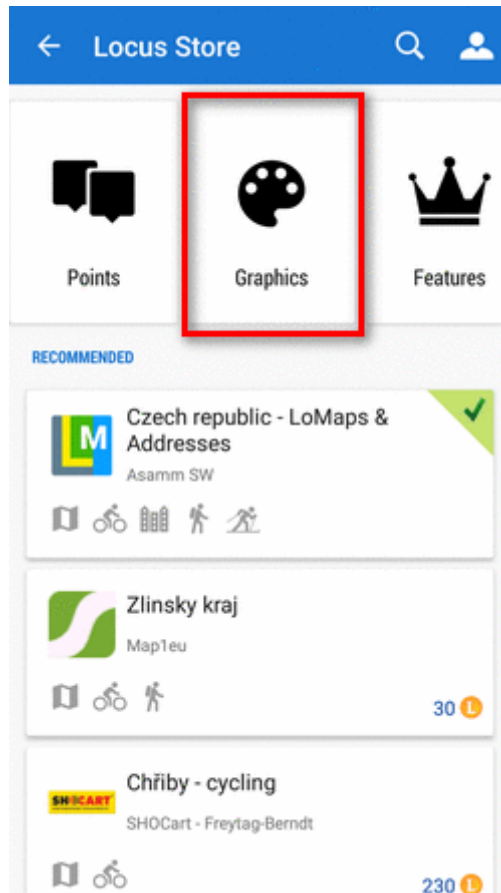 Locus Store
Points
Graphics
Features
RECOMMENDED
Czech republic - LoMaps &
Addresses
Asamm SW
Zlinsky kraj
Map1eu
30 L
SHOCART
Chřiby - cycling
SHOCart - Freytag-Berndt
230 L